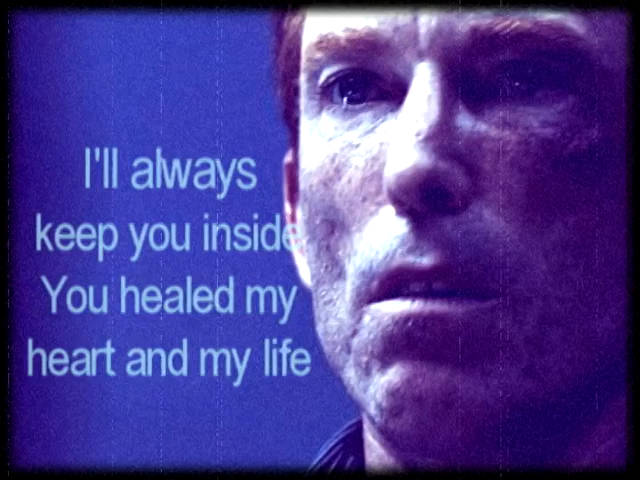 I'll always
keep you inside
You healed my
heart and my life